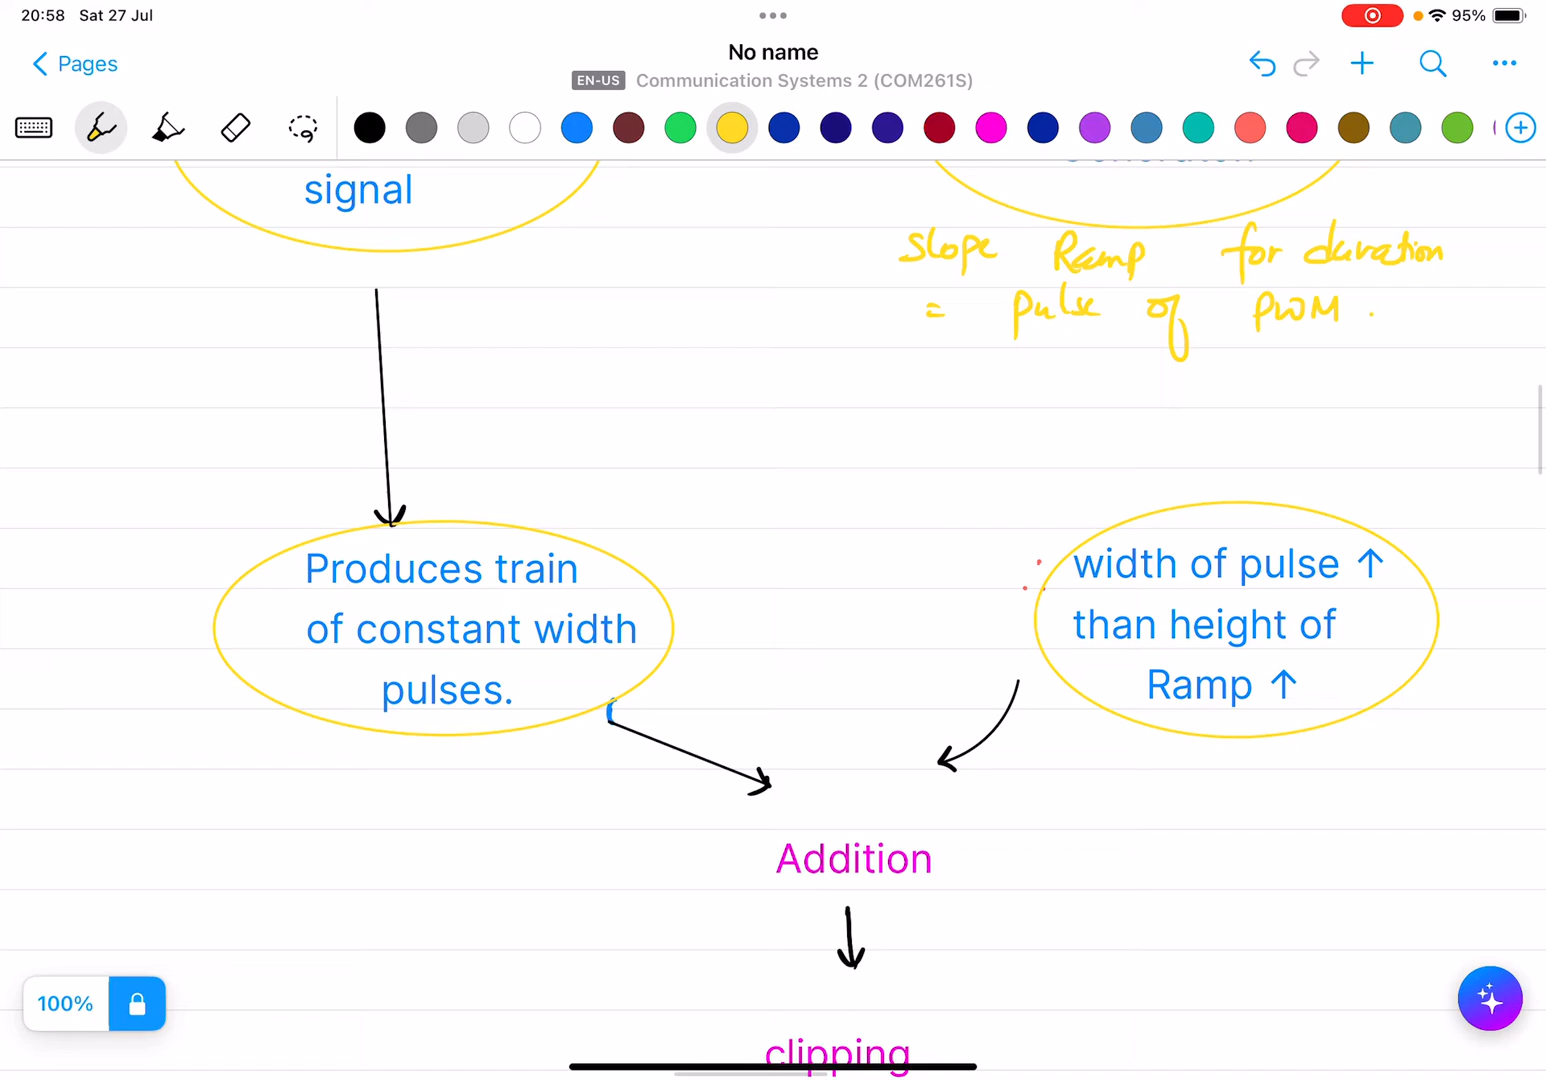 20:58 Sat 27 Jul
95%
Pages
No name
EN-US Communication Systems 2 (COM261S)
signal
slope Ramp for duration
= pulse of PWM.
Produces train
of constant width
pulses.
width of pulse ↑
than height of
Ramp ↑
Addition
clipping
100%